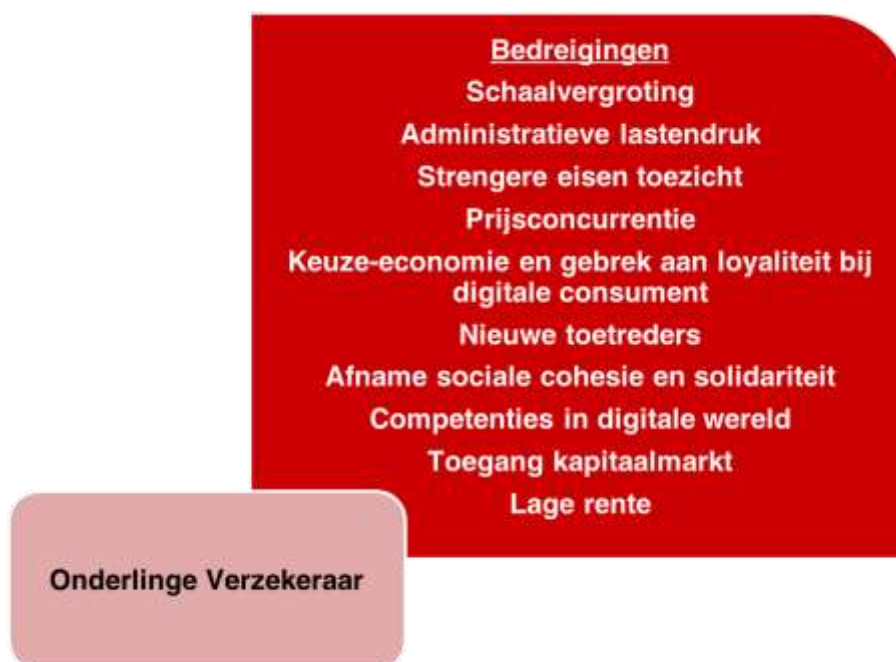 Bedreigingen
Schaalvergroting
Administratieve lastendruk
Strengere eisen toezicht
Prijsconcurrentie
Keuze-economie en gebrek aan loyaliteit bij
digitale consument
Nieuwe toetreders
Afname sociale cohesie en solidariteit
Competenties in digitale wereld
Toegang kapitaalmarkt
Lage rente
Onderlinge Verzekeraar